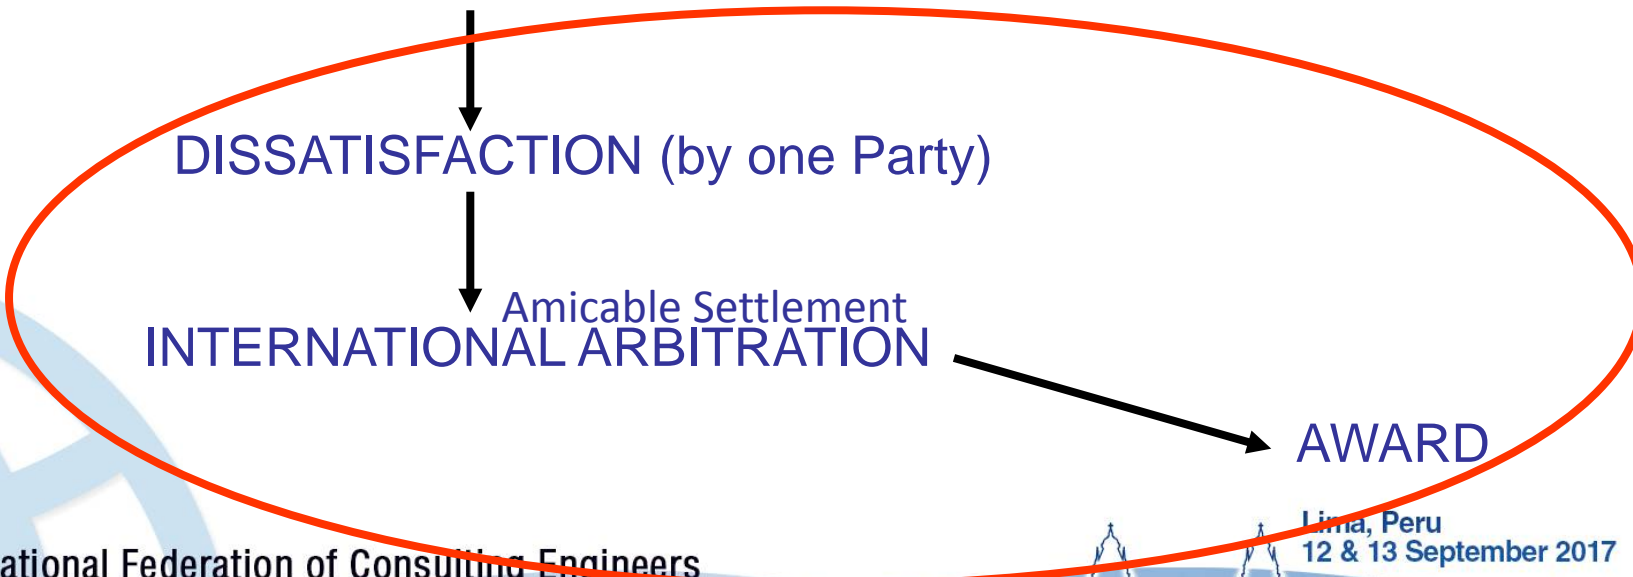 DISSATISFACTION (by one Party)
Amicable Settlement
INTERNATIONAL ARBITRATION
AWARD
Lima, Peru
12 & 13 September 2017
ational Federation of Consulting Engineers